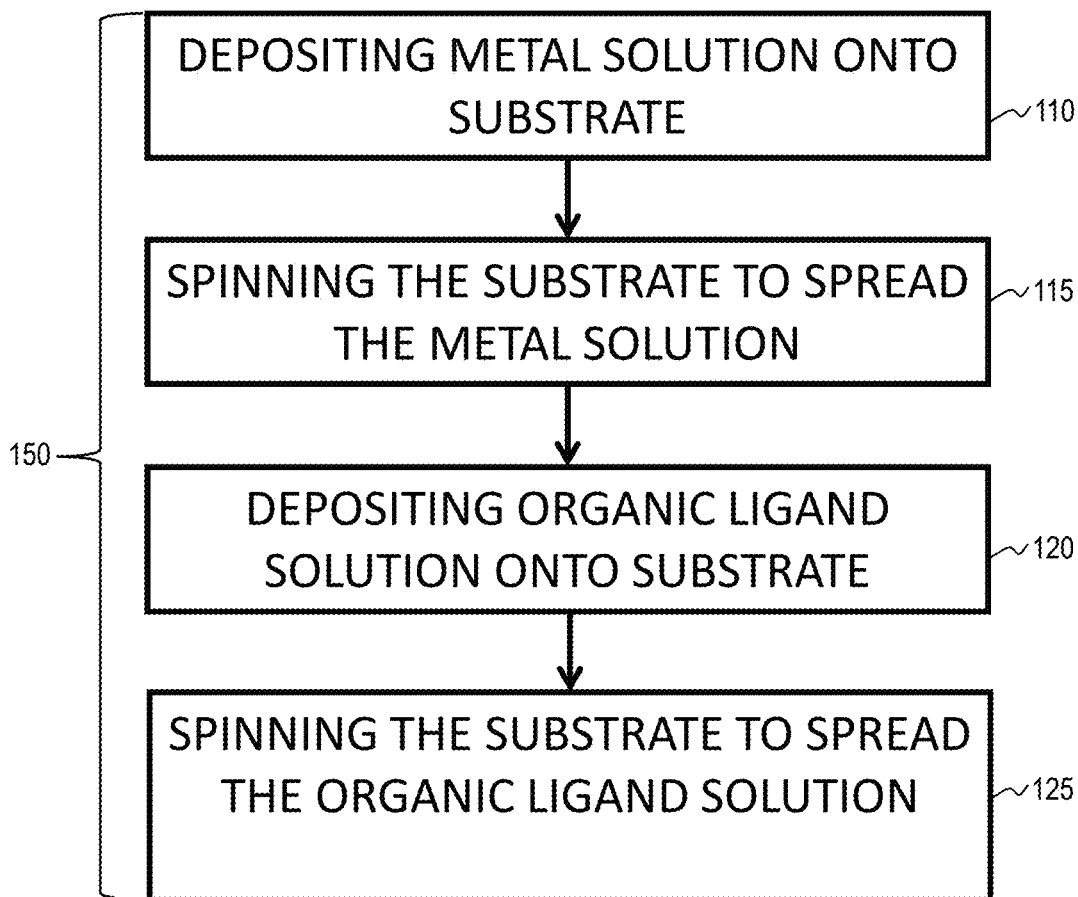 DEPOSITING METAL SOLUTION ONTO
SUBSTRATE
110
SPINNING THE SUBSTRATE TO SPREAD
THE METAL SOLUTION
115
150
DEPOSITING ORGANIC LIGAND
SOLUTION ONTO SUBSTRATE
120
SPINNING THE SUBSTRATE TO SPREAD
THE ORGANIC LIGAND SOLUTION
125